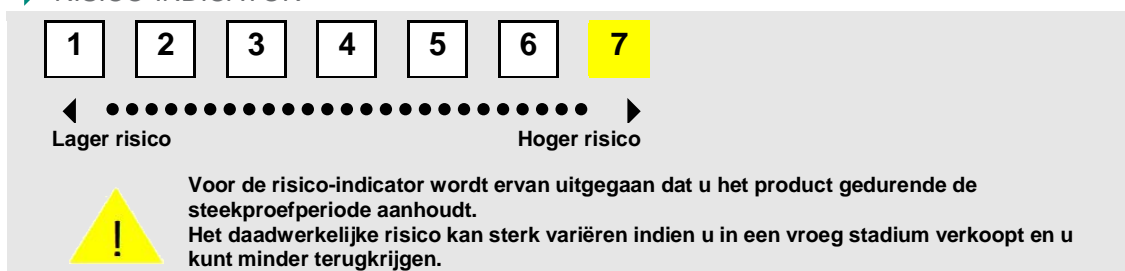 RISICO-INDICATOR
1 2 3 4 5 6 7
Lager risico Hoger risico
Voor de risico-indicator wordt ervan uitgegaan dat u het product gedurende de
steekproefperiode aanhoudt.
! Het daadwerkelijke risico kan sterk variëren indien u in een vroeg stadium verkoopt en u
kunt minder terugkrijgen.